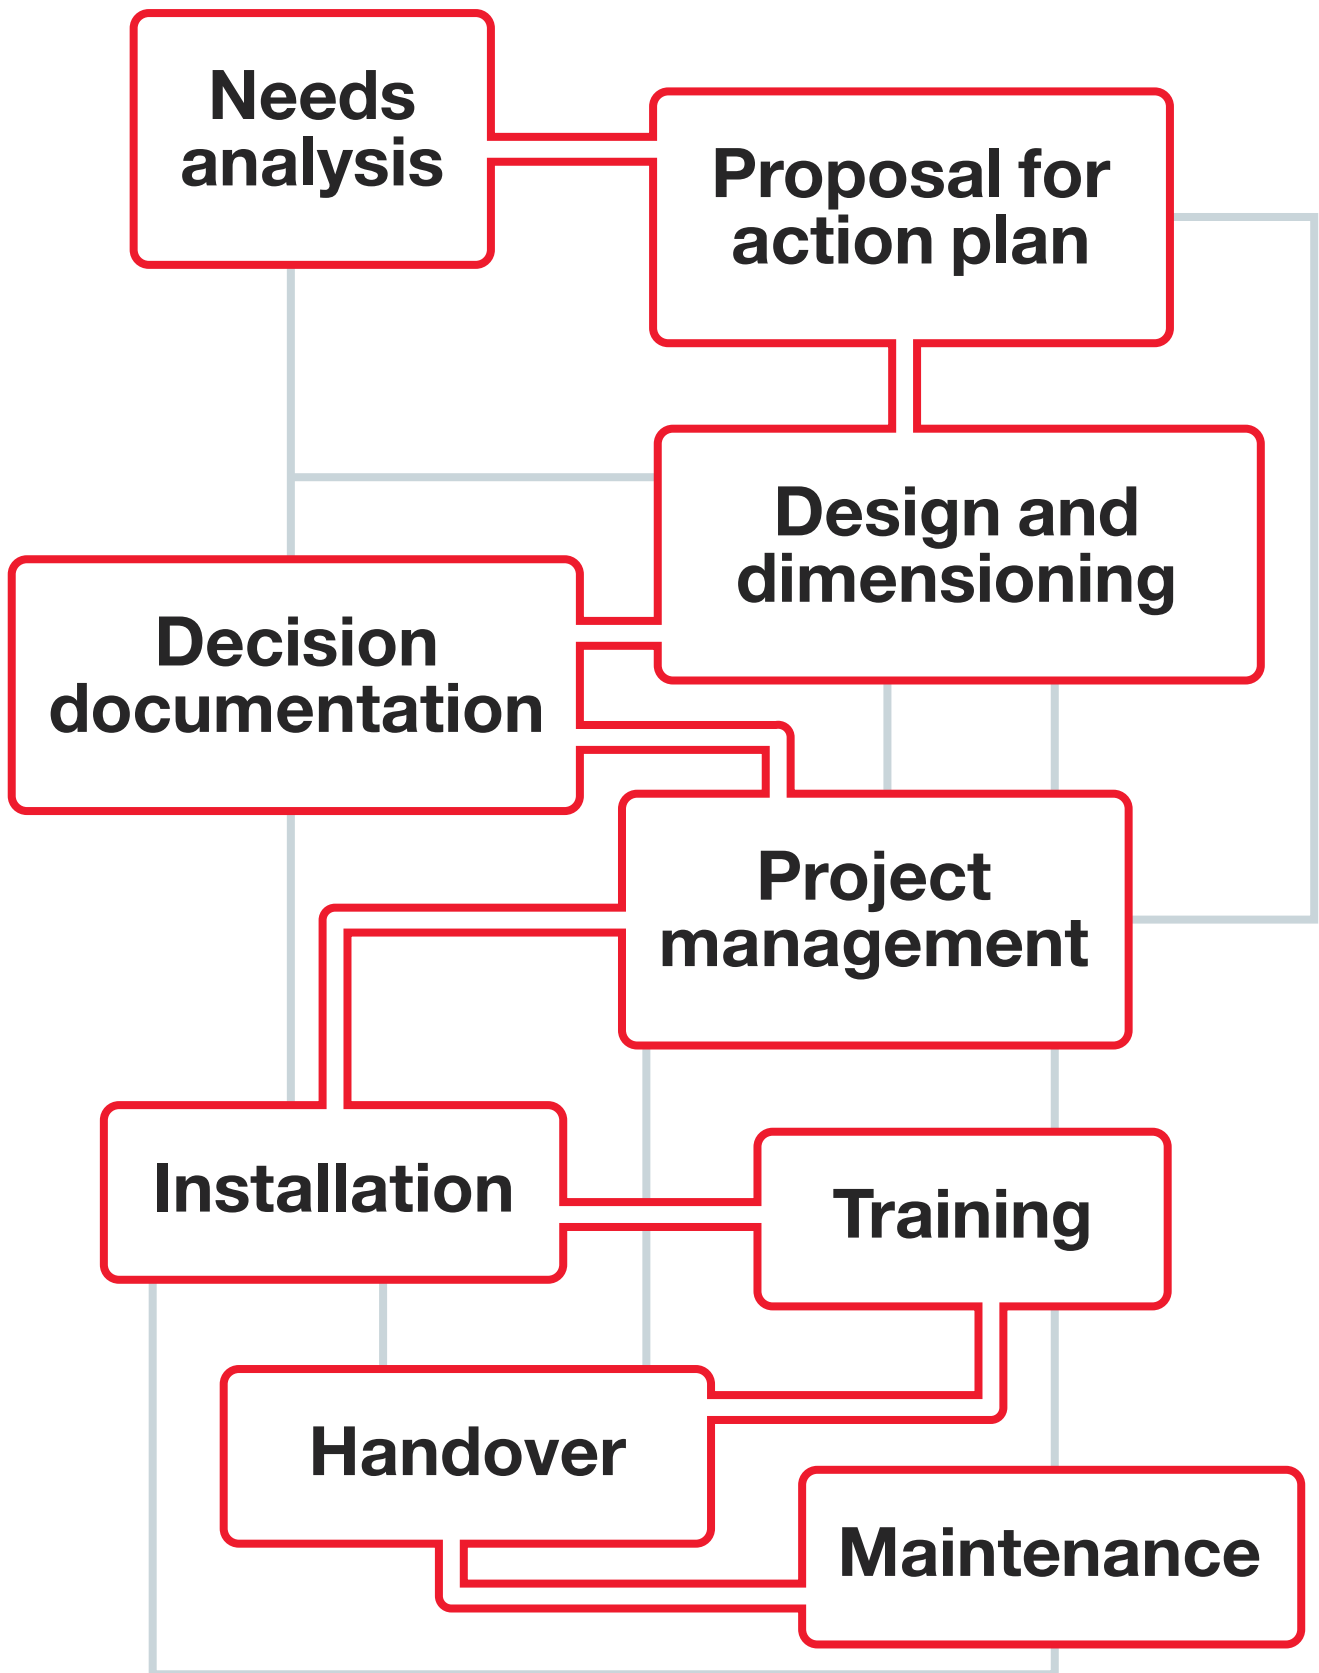 Needs
analysis
Proposal for
action plan
Design and
dimensioning
Decision
documentation
Project
management
Installation
Training
Handover
Maintenance